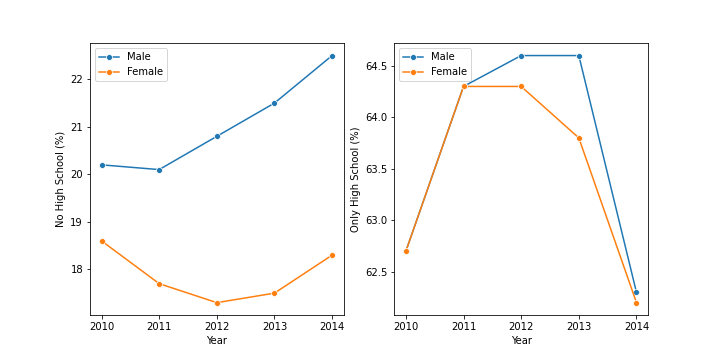 Male
Female
22
21
20
19
18
No High School (%)
2010 2011 2012 2013 2014
Year
Male
Female
64.5
64.0
63.5
63.0
62.5
Only High School (%)
2010 2011 2012 2013 2014
Year